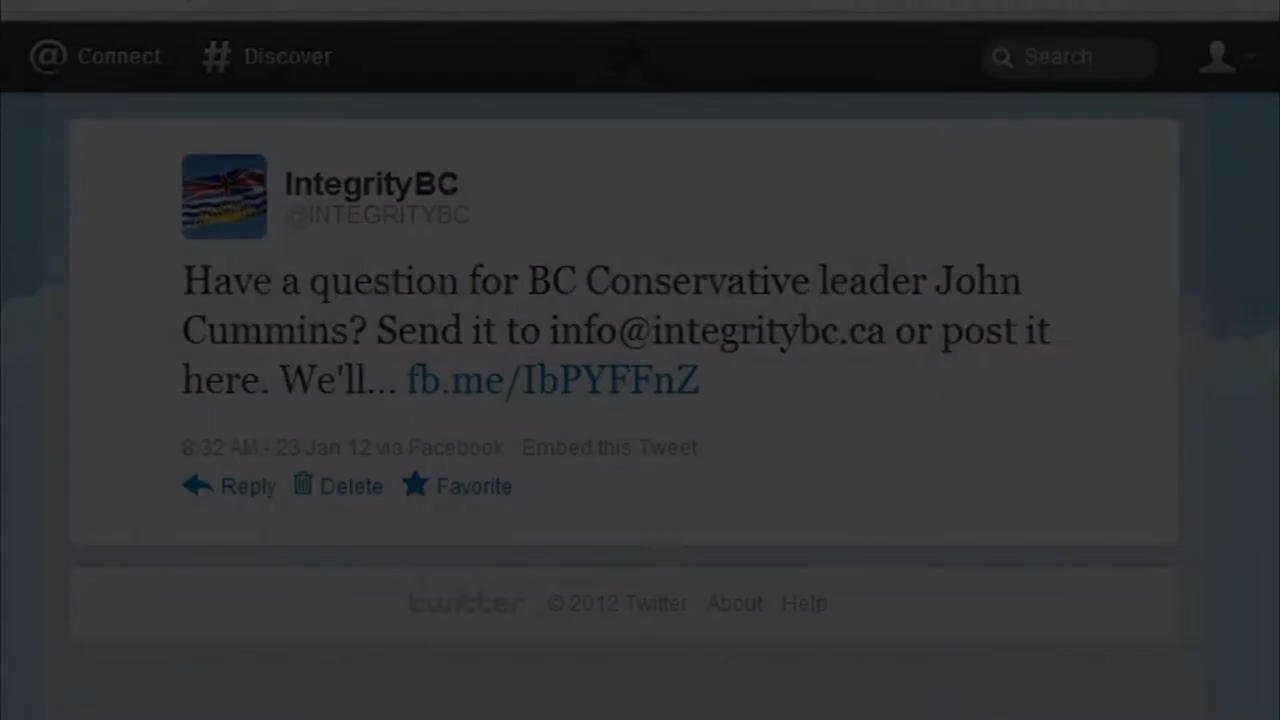 @ Connect # Discover Search
IntegrityBC
@INTEGRITYBC
Have a question for BC Conservative leader John
Cummins? Send it to info@integritybc.ca or post it
here. We'll... fb.me/IbPYFFnZ
8:32 AM - 23 Jan 12 via Facebook Embed this Tweet
Reply Delete Favorite
twitter © 2012 Twitter About Help